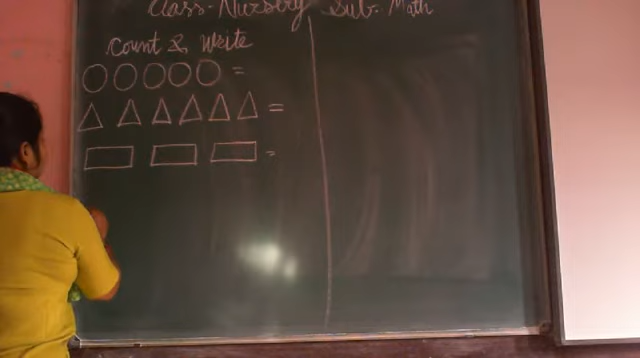 Class-Nursery Sub. Math
Count & Write
=
=
=